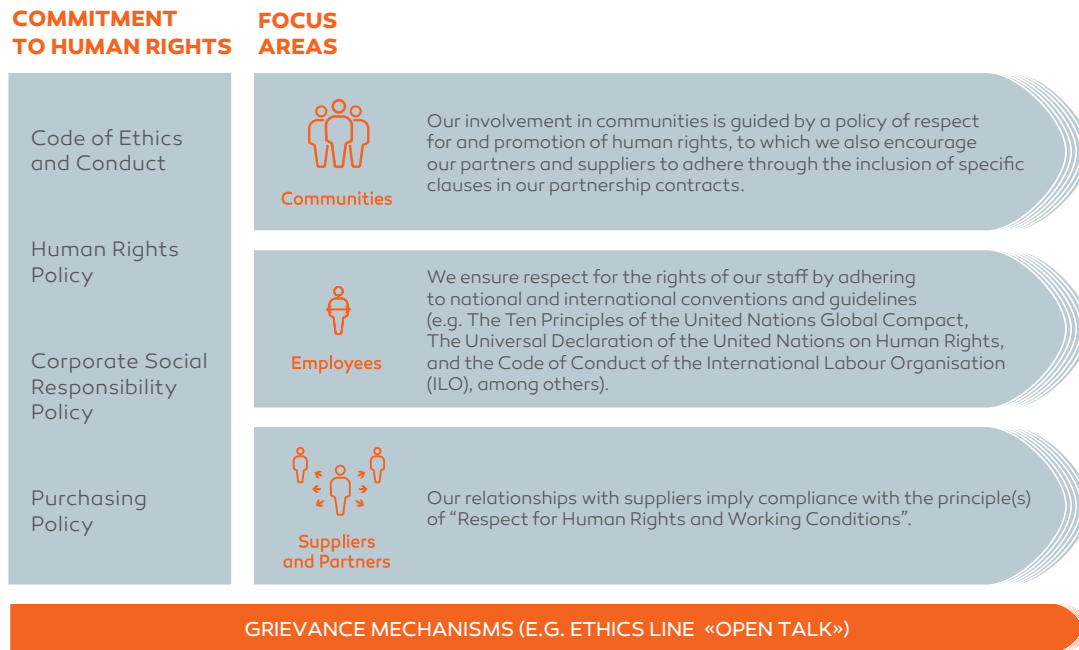 COMMITMENT
TO HUMAN RIGHTS
FOCUS
AREAS
Code of Ethics
and Conduct
Human Rights
Policy
Corporate Social
Responsibility
Policy
Purchasing
Policy
Communities
Our involvement in communities is guided by a policy of respect
for and promotion of human rights, to which we also encourage
our partners and suppliers to adhere through the inclusion of specific
clauses in our partnership contracts.
Employees
We ensure respect for the rights of our staff by adhering
to national and international conventions and guidelines
(e.g. The Ten Principles of the United Nations Global Compact,
The Universal Declaration of the United Nations on Human Rights,
and the Code of Conduct of the International Labour Organisation
(ILO), among others).
Suppliers
and Partners
Our relationships with suppliers imply compliance with the principle(s)
of “Respect for Human Rights and Working Conditions”.
GRIEVANCE MECHANISMS (E.G. ETHICS LINE «OPEN TALK»)